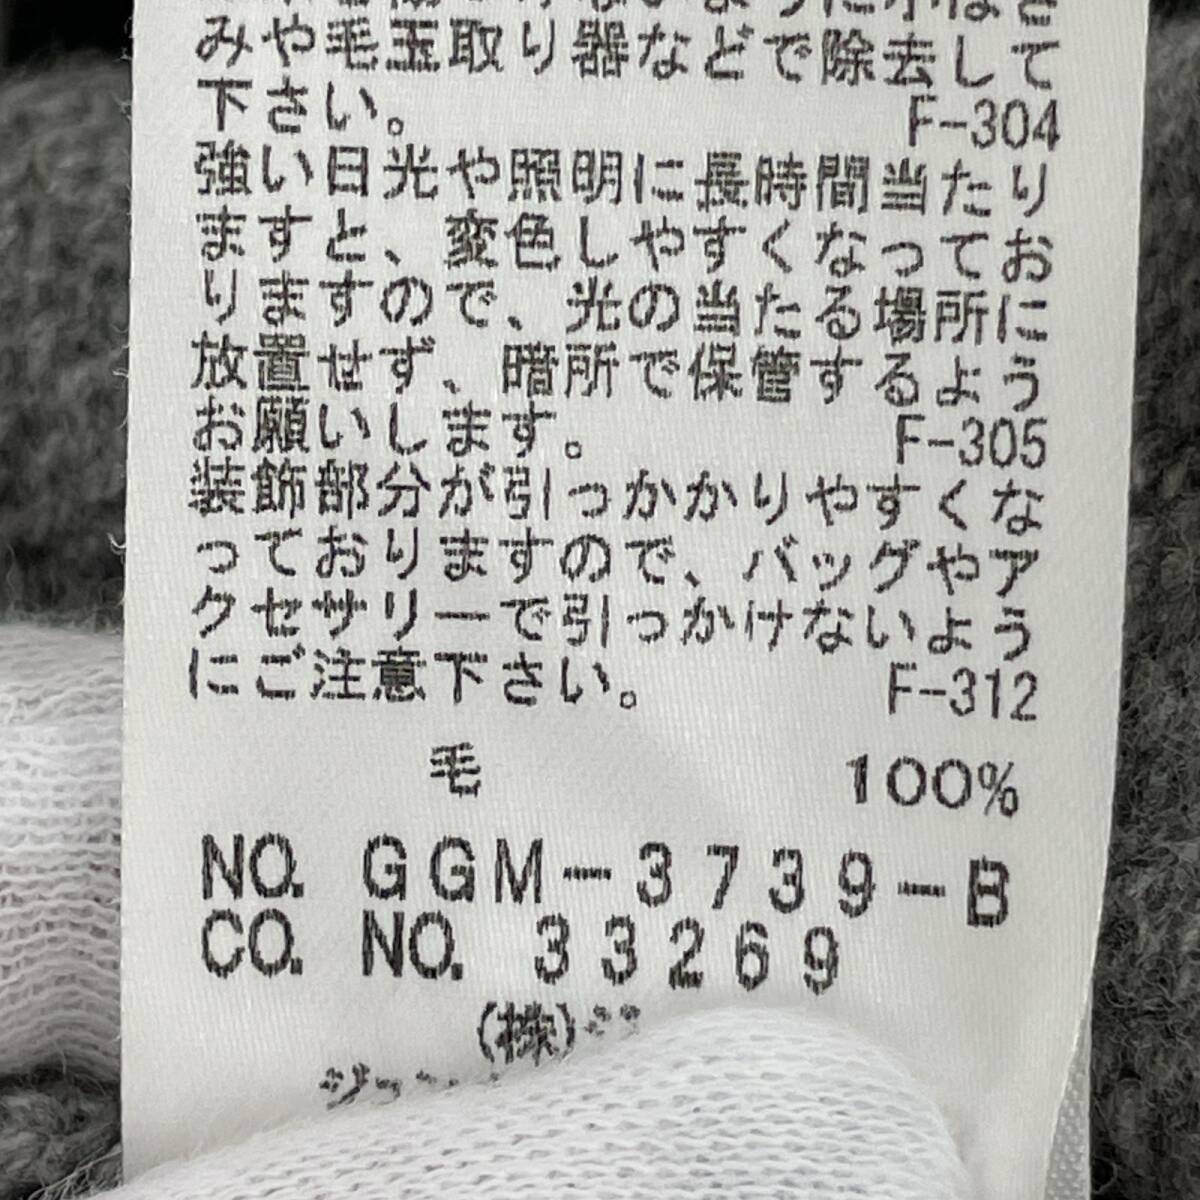 みや毛玉取り器などで除去して
下さい。 F-304
強い日光や照明に長時間当たり
ますと、変色しやすくなってお
りますので、光の当たる場所に
放置せず、暗所で保管するよう
お願いします。 F-305
装飾部分が引っかかりやすくな
っておりますので、バッグやア
クセサリーで引っかけないよう
にご注意下さい。 F-312
毛 100%
NO. GGM-3739-B
CO. NO. 33269
(株)